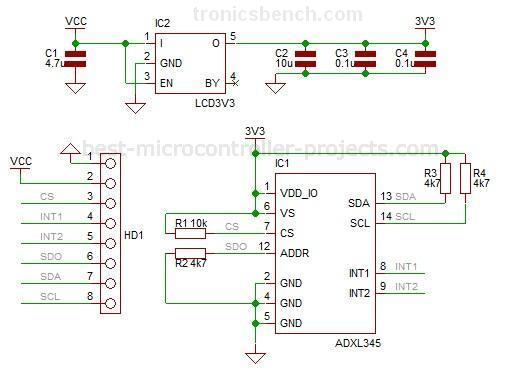 tronicsbench.com
VCC
IC2
3V3
C1
4.7u
1
I
O
5
2
GND
3
EN
BY
4
LCD3V3
C2
10u
C3
0.1u
C4
0.1u
best-microcontroller-projects.com
VCC
1
2
CS
3
INT1
4
INT2
5
SDO
6
SDA
7
SCL
8
HD1
3V3
IC1
1
VDD_IO
6
VS
R1 10k
CS
7
CS
SDO
12
ADDR
R2 4k7
2
GND
4
GND
5
GND
R3
4k7
R4
4k7
SDA
13
SDA
SCL
14
SCL
INT1
8
INT1
INT2
9
INT2
ADXL345